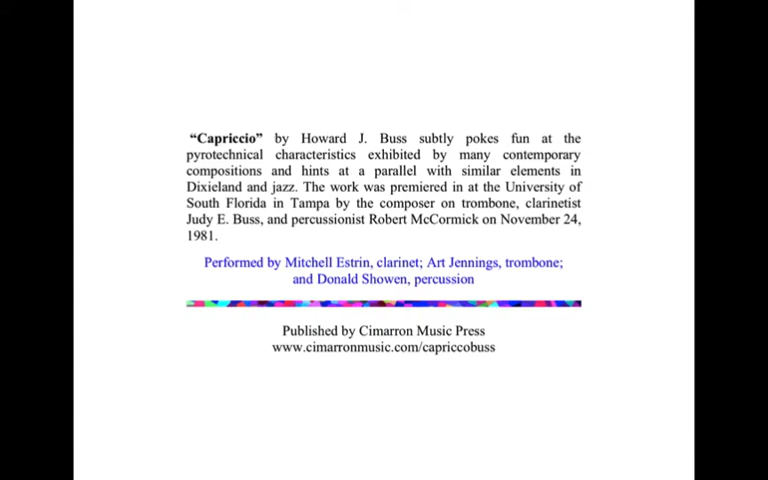 “Capriccio” by Howard J. Buss subtly pokes fun at the
pyrotechnical characteristics exhibited by many contemporary
compositions and hints at a parallel with similar elements in
Dixieland and jazz. The work was premiered in at the University of
South Florida in Tampa by the composer on trombone, clarinetist
Judy E. Buss, and percussionist Robert McCormick on November 24,
1981.
Performed by Mitchell Estrin, clarinet; Art Jennings, trombone;
and Donald Showen, percussion
Published by Cimarron Music Press
www.cimarronmusic.com/capriccobuss